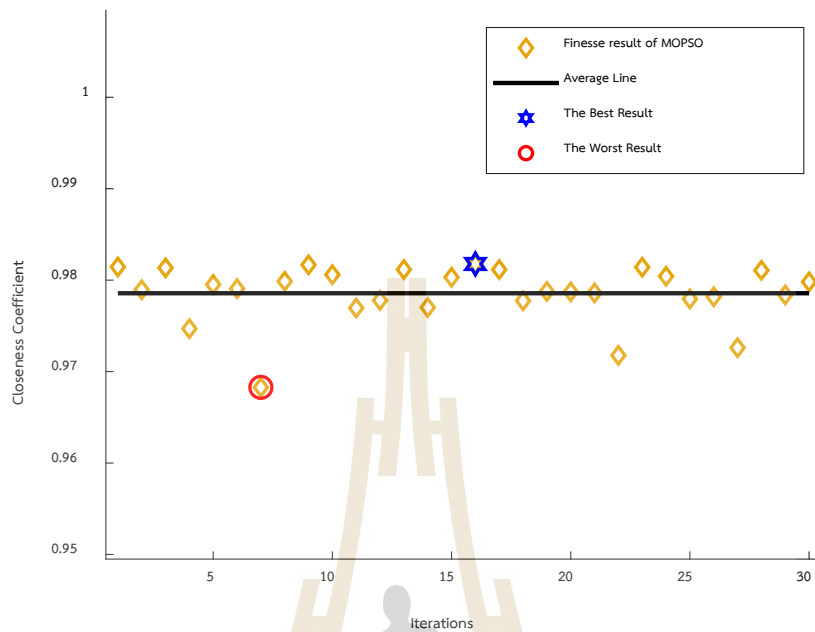 Finesse result of MOPSO
Average Line
The Best Result
The Worst Result
1
0.99
0.98
0.97
0.96
0.95
Closeness Coefficient
5 10 15 20 25 30
Iterations